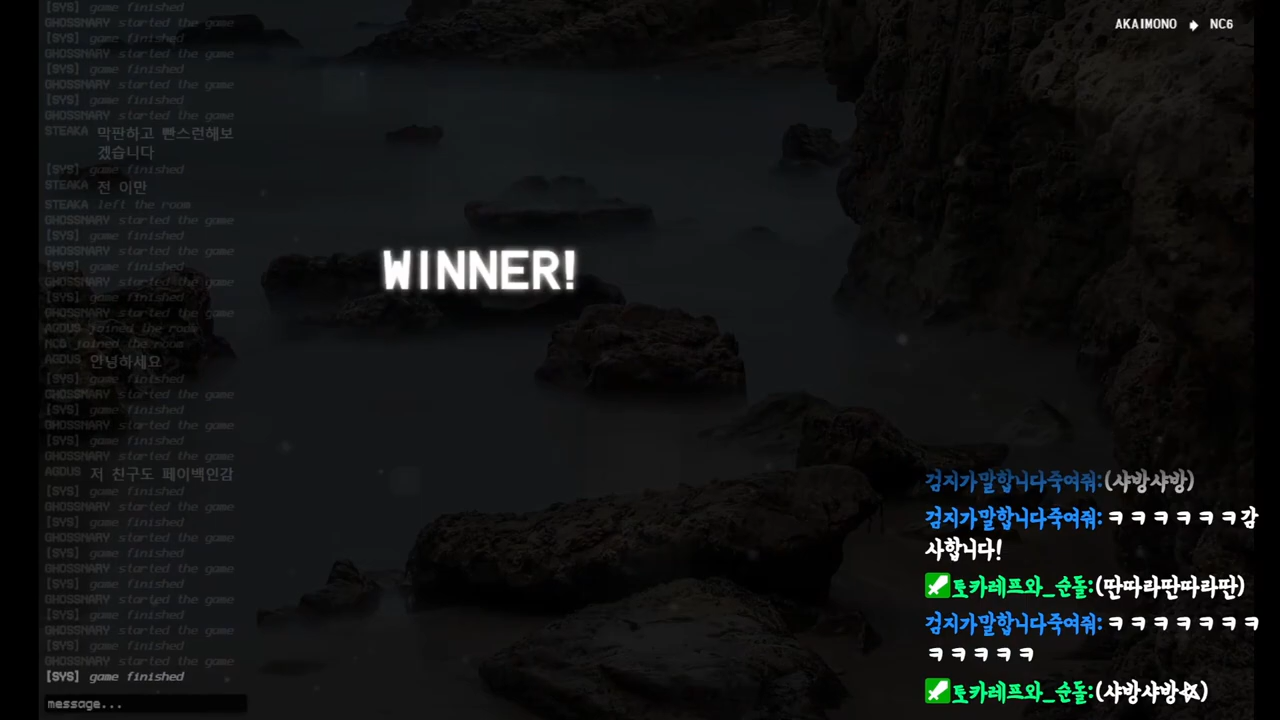 [SYS] game finished
GHOSSNARY started the game
[SYS] game finished
GHOSSNARY started the game
[SYS] game finished
GHOSSNARY started the game
[SYS] game finished
GHOSSNARY started the game
STEAKA 막판하고 빤스런해보
겠습니다
[SYS] game finished
STEAKA 전 이만
STEAKA left the room
GHOSSNARY started the game
[SYS] game finished
GHOSSNARY started the game
[SYS] game finished
GHOSSNARY started the game
[SYS] game finished
GHOSSNARY started the game
AGDUS joined the room
NC6 joined the room
AGDUS 안녕하세요
[SYS] game finished
GHOSSNARY started the game
[SYS] game finished
GHOSSNARY started the game
[SYS] game finished
GHOSSNARY started the game
AGDUS 저 친구도 페이백인감
[SYS] game finished
GHOSSNARY started the game
[SYS] game finished
GHOSSNARY started the game
[SYS] game finished
GHOSSNARY started the game
[SYS] game finished
GHOSSNARY started the game
[SYS] game finished
GHOSSNARY started the game
[SYS] game finished
GHOSSNARY started the game
[SYS] game finished
message...
WINNER!
AKAIMONO NC6
검지가말합니다죽여줘:(샤방샤방)
검지가말합니다죽여줘:ㅋㅋㅋㅋㅋㅋ감
사합니다!
토카레프와_순돌:(딴따라딴따라딴)
검지가말합니다죽여줘:ㅋㅋㅋㅋㅋㅋㅋ
ㅋㅋㅋㅋㅋ
토카레프와_순돌:(샤방샤방